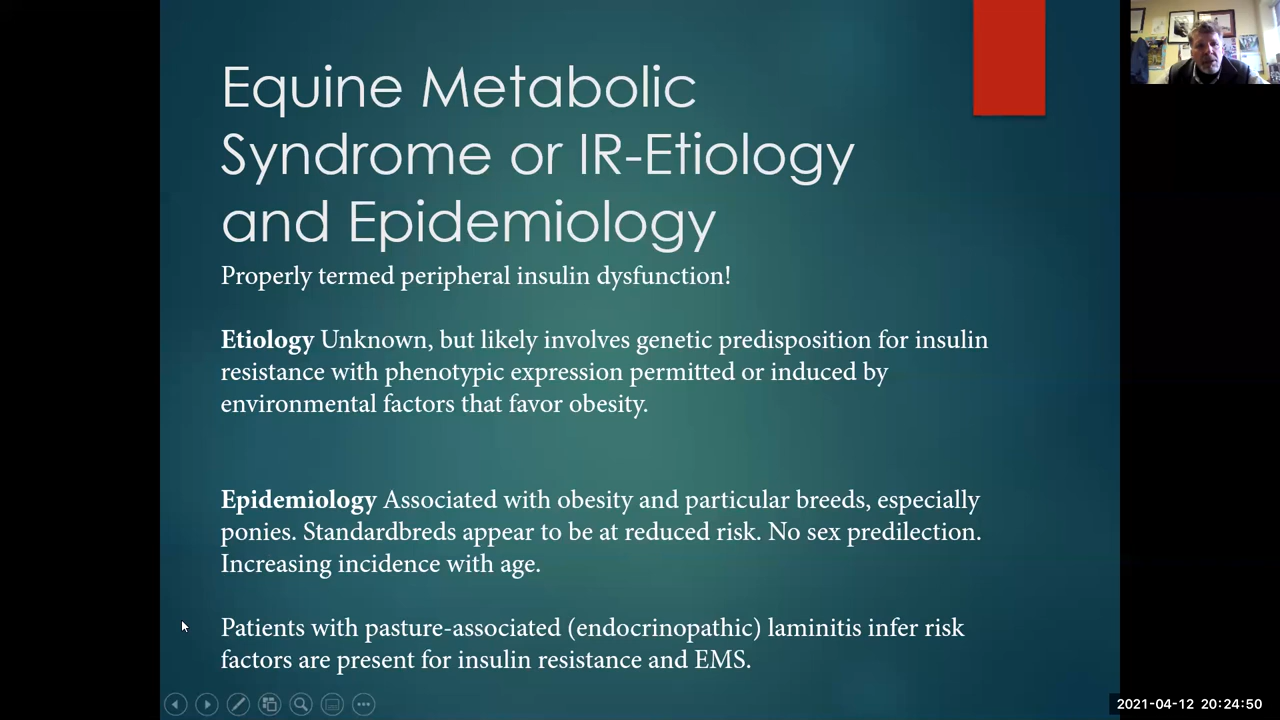 Equine Metabolic
Syndrome or IR-Etiology
and Epidemiology
Properly termed peripheral insulin dysfunction!
Etiology Unknown, but likely involves genetic predisposition for insulin
resistance with phenotypic expression permitted or induced by
environmental factors that favor obesity.
Epidemiology Associated with obesity and particular breeds, especially
ponies. Standardbreds appear to be at reduced risk. No sex predilection.
Increasing incidence with age.
Patients with pasture-associated (endocrinopathic) laminitis infer risk
factors are present for insulin resistance and EMS.
2021-04-12 20:24:50